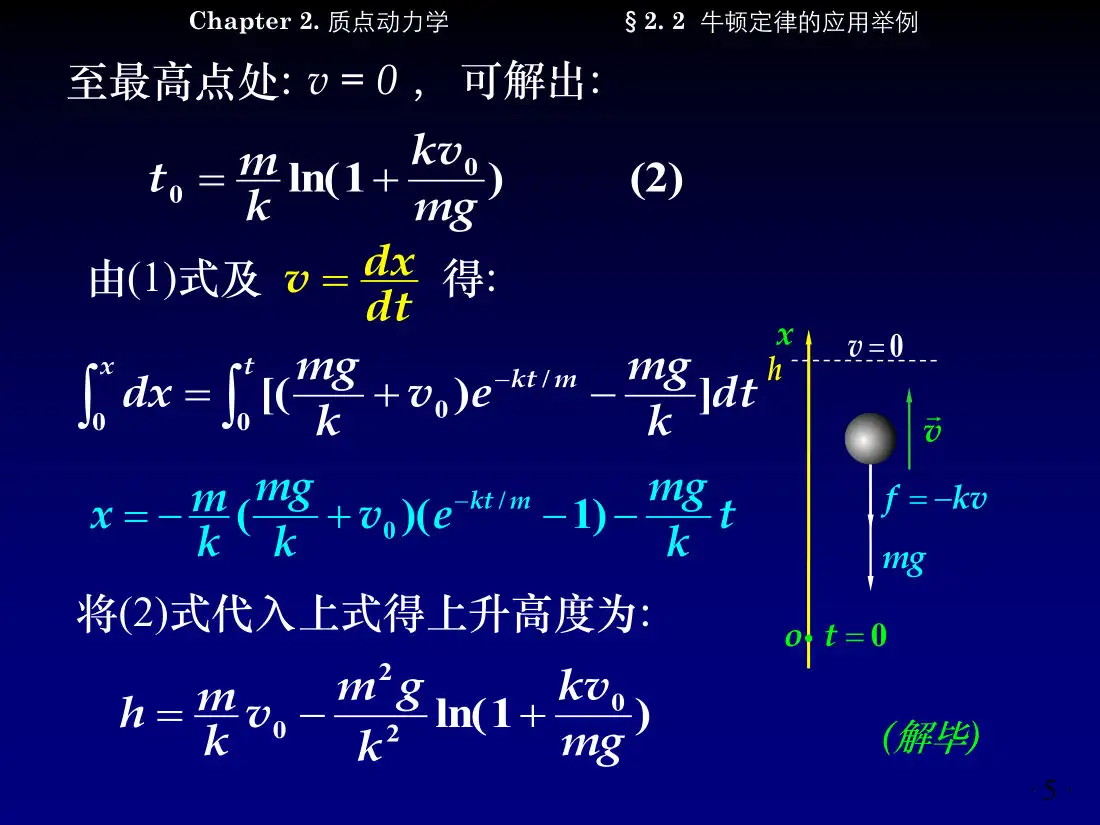 Chapter 2. 质点动力学 §2. 2 牛顿定律的应用举例
至最高点处: v = 0 , 可解出:
t₀ = m/k ln(1 + kv₀/mg) (2)
由(1)式及 v = dx/dt 得:
∫₀ˣ dx = ∫₀ᵗ [(mg/k + v₀)e^(−kt/m) − mg/k]dt
x = −m/k (mg/k + v₀)(e^(−kt/m) − 1) − mg/k t
将(2)式代入上式得上升高度为:
h = m/k v₀ − m²g/k² ln(1 + kv₀/mg)
x
h
v = 0
v⃗
f = −kv
mg
o t = 0
(解毕)
5